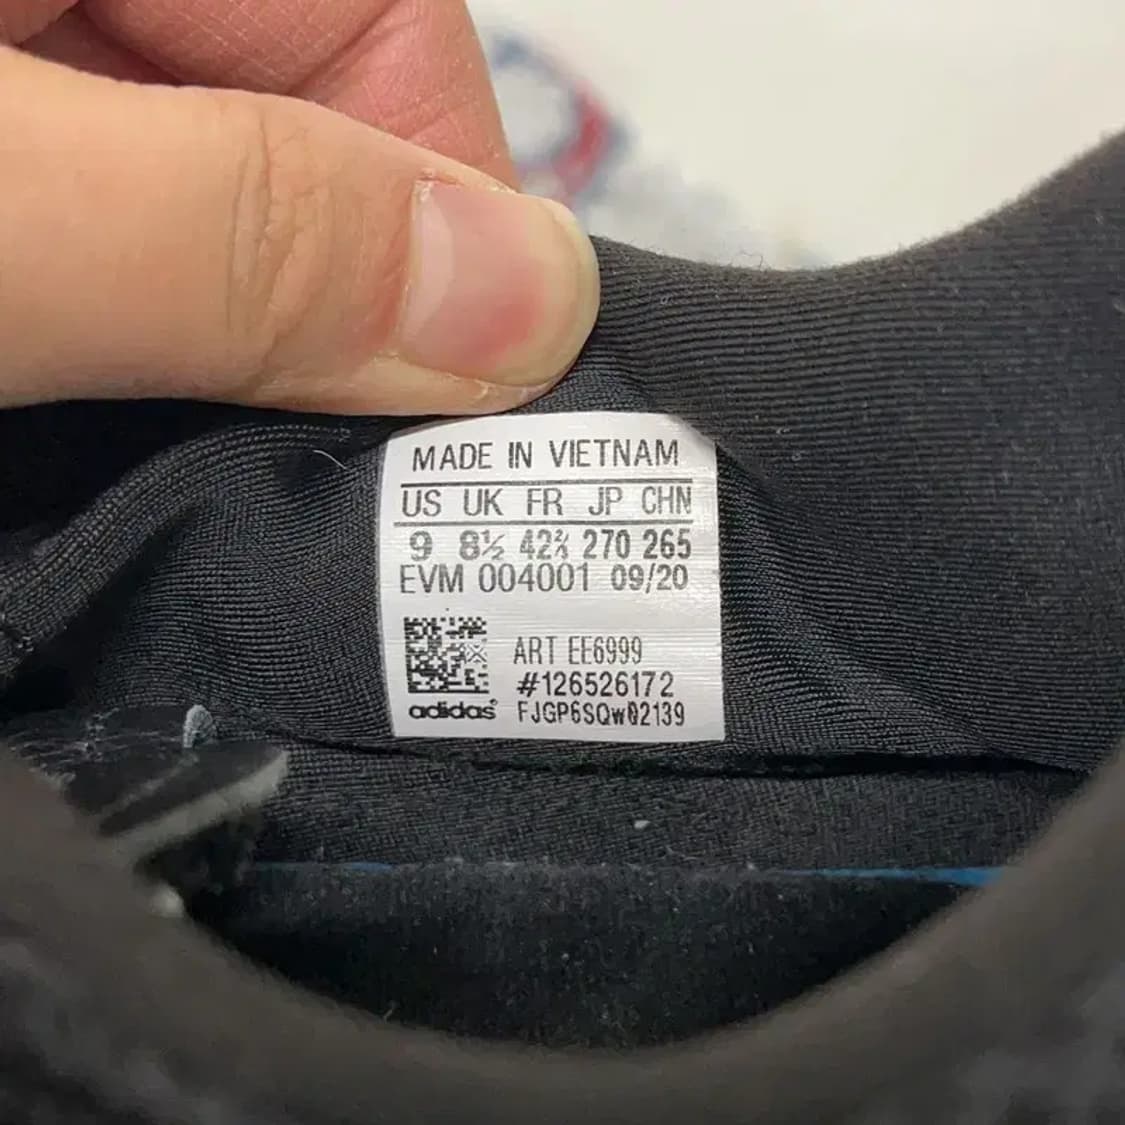 MADE IN VIETNAM
US UK FR JP CHN
9 8½ 42⅔ 270 265
EVM 004001 09/20
ART EE6999
#126526172
adidas FJGP6SQw02139